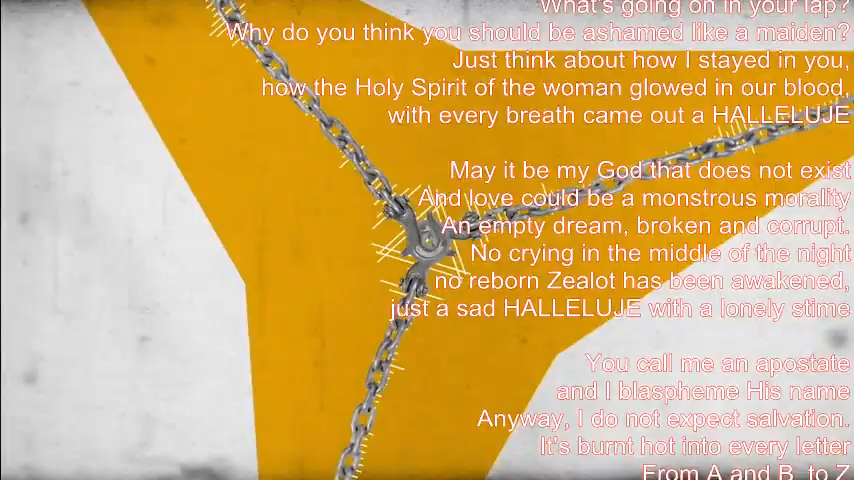 What's going on in your lap?
Why do you think you should be ashamed like a maiden?
Just think about how I stayed in you,
how the Holy Spirit of the woman glowed in our blood,
with every breath came out a HALLELUJE
May it be my God that does not exist
And love could be a monstrous morality
An empty dream, broken and corrupt.
No crying in the middle of the night
no reborn Zealot has been awakened,
just a sad HALLELUJE with a lonely stime
You call me an apostate
and I blaspheme His name
Anyway, I do not expect salvation.
It's burnt hot into every letter
From A and B to Z